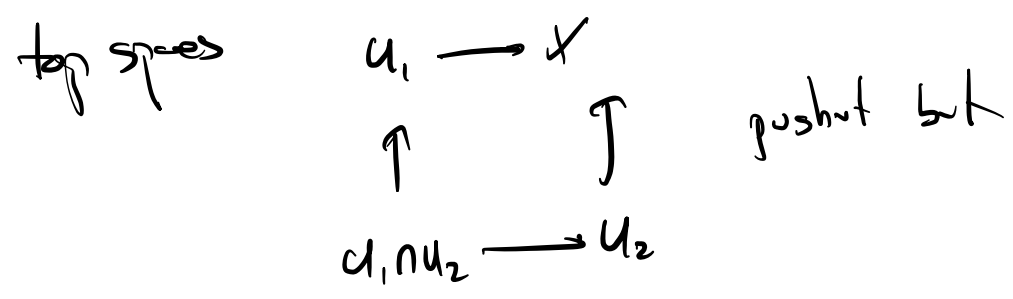 top spaces
U₁ → X
↑ ↑
U₁∩U₂ → U₂
pushout but